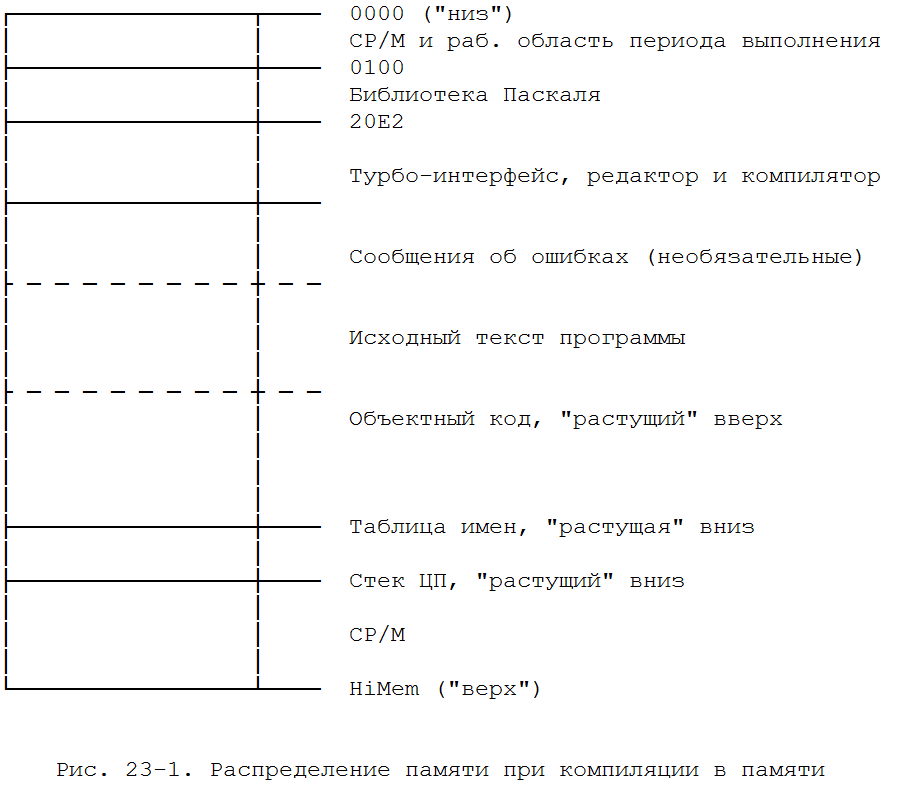 0000 ("низ")
CP/M и раб. область периода выполнения
0100
Библиотека Паскаля
20E2
Турбо-интерфейс, редактор и компилятор
Сообщения об ошибках (необязательные)
Исходный текст программы
Объектный код, "растущий" вверх
Таблица имен, "растущая" вниз
Стек ЦП, "растущий" вниз
CP/M
HiMem ("верх")
Рис. 23-1. Распределение памяти при компиляции в памяти